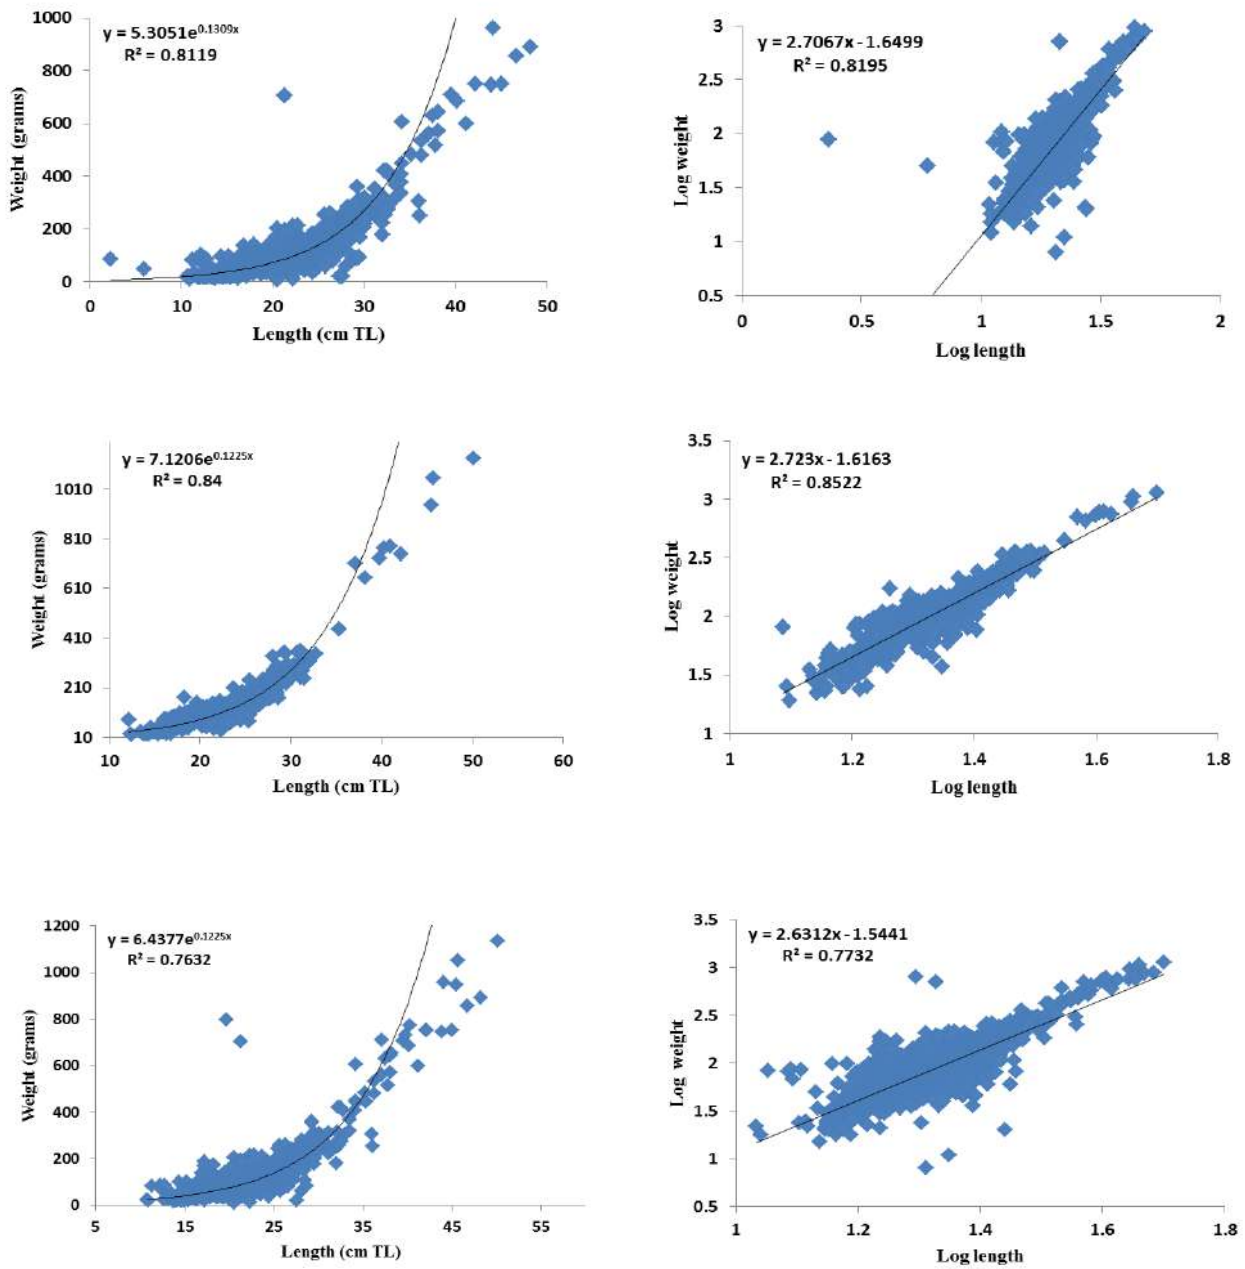 y = 5.3051e^0.1309x
R² = 0.8119
1000
800
600
400
200
0
0 10 20 30 40 50
Weight (grams)
Length (cm TL)
y = 2.7067x - 1.6499
R² = 0.8195
3
2.5
2
1.5
1
0.5
0 0.5 1 1.5 2
Log weight
Log length
y = 7.1206e^0.1225x
R² = 0.84
1010
810
610
410
210
10
10 20 30 40 50 60
Weight (grams)
Length (cm TL)
y = 2.723x - 1.6163
R² = 0.8522
3.5
3
2.5
2
1.5
1
1 1.2 1.4 1.6 1.8
Log weight
Log length
y = 6.4377e^0.1225x
R² = 0.7632
1200
1000
800
600
400
200
0
5 15 25 35 45 55
Weight (grams)
Length (cm TL)
y = 2.6312x - 1.5441
R² = 0.7732
3.5
3
2.5
2
1.5
1
0.5
1 1.2 1.4 1.6 1.8
Log weight
Log length